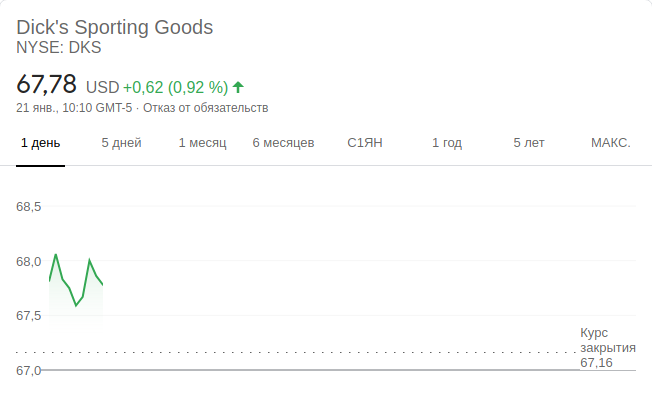 Dick's Sporting Goods
NYSE: DKS
67,78 USD +0,62 (0,92 %)
21 янв., 10:10 GMT-5 · Отказ от обязательств
1 день 5 дней 1 месяц 6 месяцев С1ЯН 1 год 5 лет МАКС.
68,5
68,0
67,5
Курс
закрытия
67,16
67,0